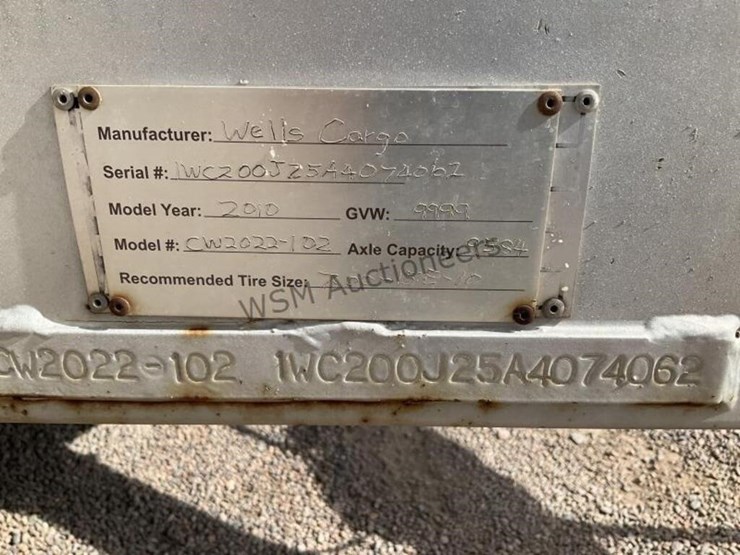 Manufacturer: Wells Cargo
Serial #: 1WC200J25A4074062
Model Year: 2010 GVW: 9999
Model #: CW2022-102 Axle Capacity: 9584
Recommended Tire Size:
WSM Auctioneers
CW2022-102 1WC200J25A4074062